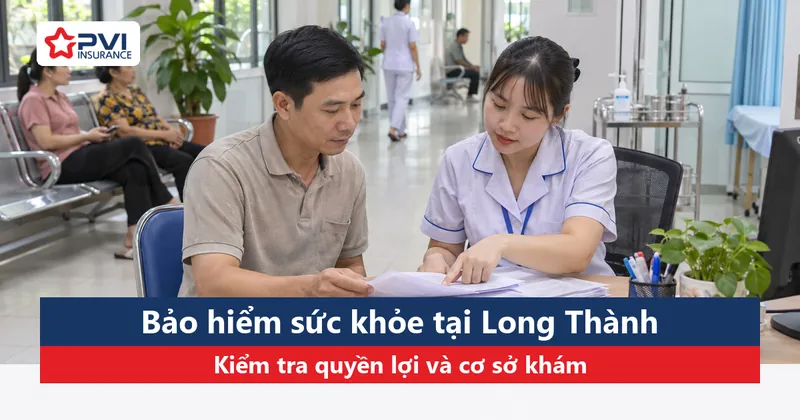 PVI
INSURANCE
Bảo hiểm sức khỏe tại Long Thành
Kiểm tra quyền lợi và cơ sở khám